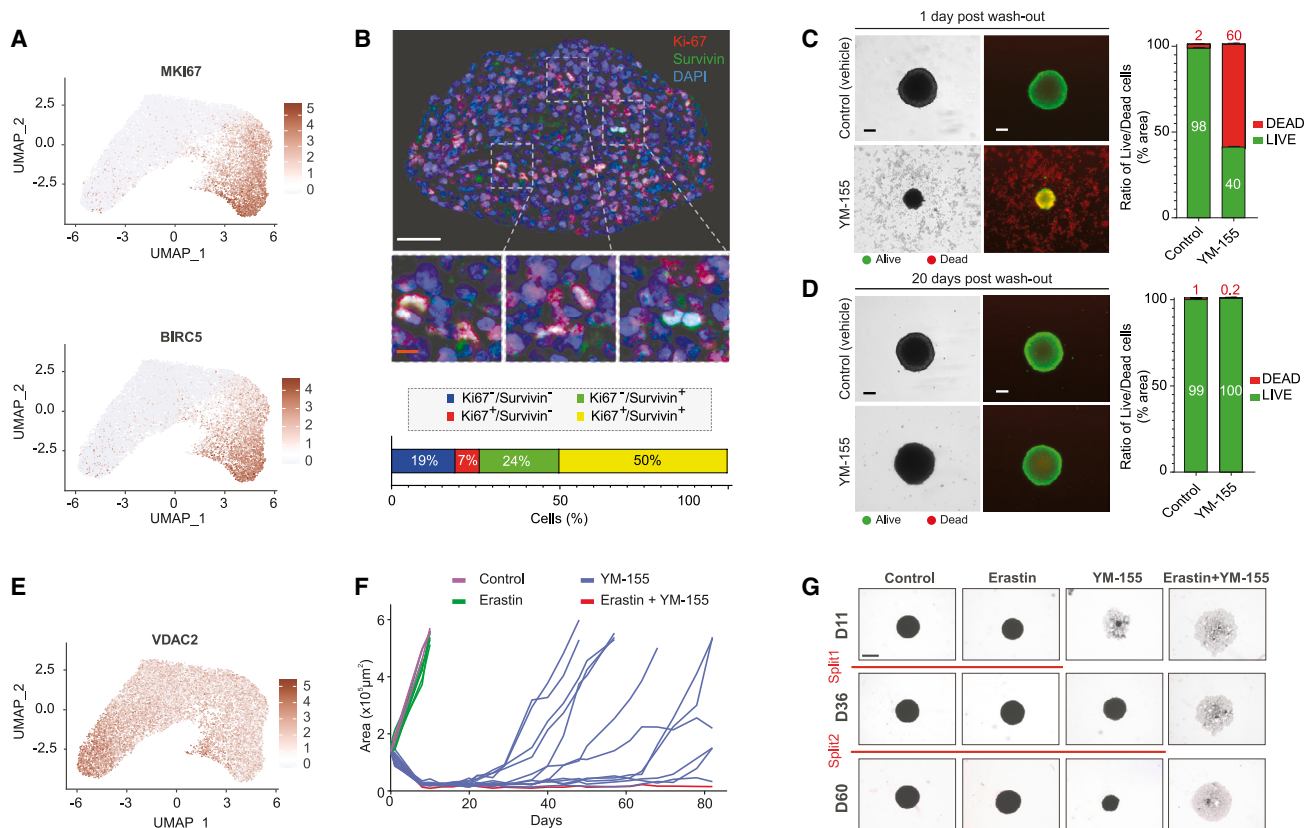 A
MKI67
UMAP_2
2.5
0.0
-2.5
-6 -3 0 3 6
UMAP_1
5
4
3
2
1
0
BIRC5
UMAP_2
2.5
0.0
-2.5
-6 -3 0 3 6
UMAP_1
4
3
2
1
0
B
Ki-67
Survivin
DAPI
Ki67-/Survivin- Ki67-/Survivin+
Ki67+/Survivin- Ki67+/Survivin+
19% 7% 24% 50%
0 50 100
Cells (%)
C
1 day post wash-out
Control (vehicle)
YM-155
Alive Dead
Ratio of Live/Dead cells
(% area)
100
50
0
2 60
98
40
DEAD
LIVE
Control
YM-155
D
20 days post wash-out
Control (vehicle)
YM-155
Alive Dead
Ratio of Live/Dead cells
(% area)
100
50
0
1 0.2
99 100
DEAD
LIVE
Control
YM-155
E
VDAC2
UMAP_2
2.5
0.0
-2.5
-6 -3 0 3 6
UMAP_1
5
4
3
2
1
0
F
Control YM-155
Erastin Erastin + YM-155
Area (x10⁵µm²)
6
4
2
0
0 20 40 60 80
Days
G
Control Erastin YM-155 Erastin+YM-155
D11
Split1
D36
Split2
D60